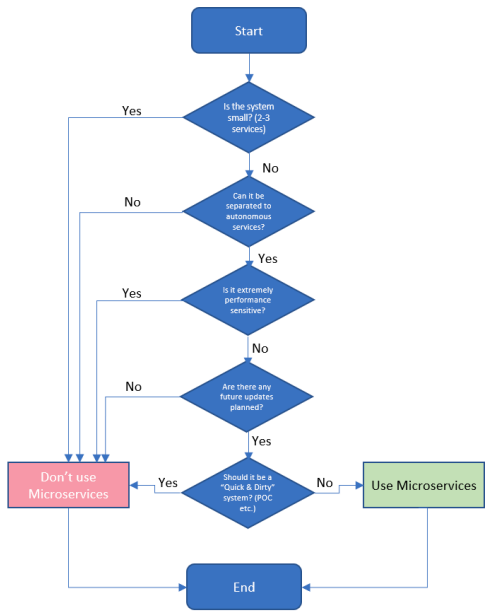 Start
Is the system
small? (2-3
services)
Yes
No
Can it be
separated to
autonomous
services?
No
Yes
Is it extremely
performance
sensitive?
Yes
No
Are there any
future updates
planned?
No
Yes
Should it be a
"Quick & Dirty"
system? (POC
etc.)
Yes
No
Don't use
Microservices
Use Microservices
End